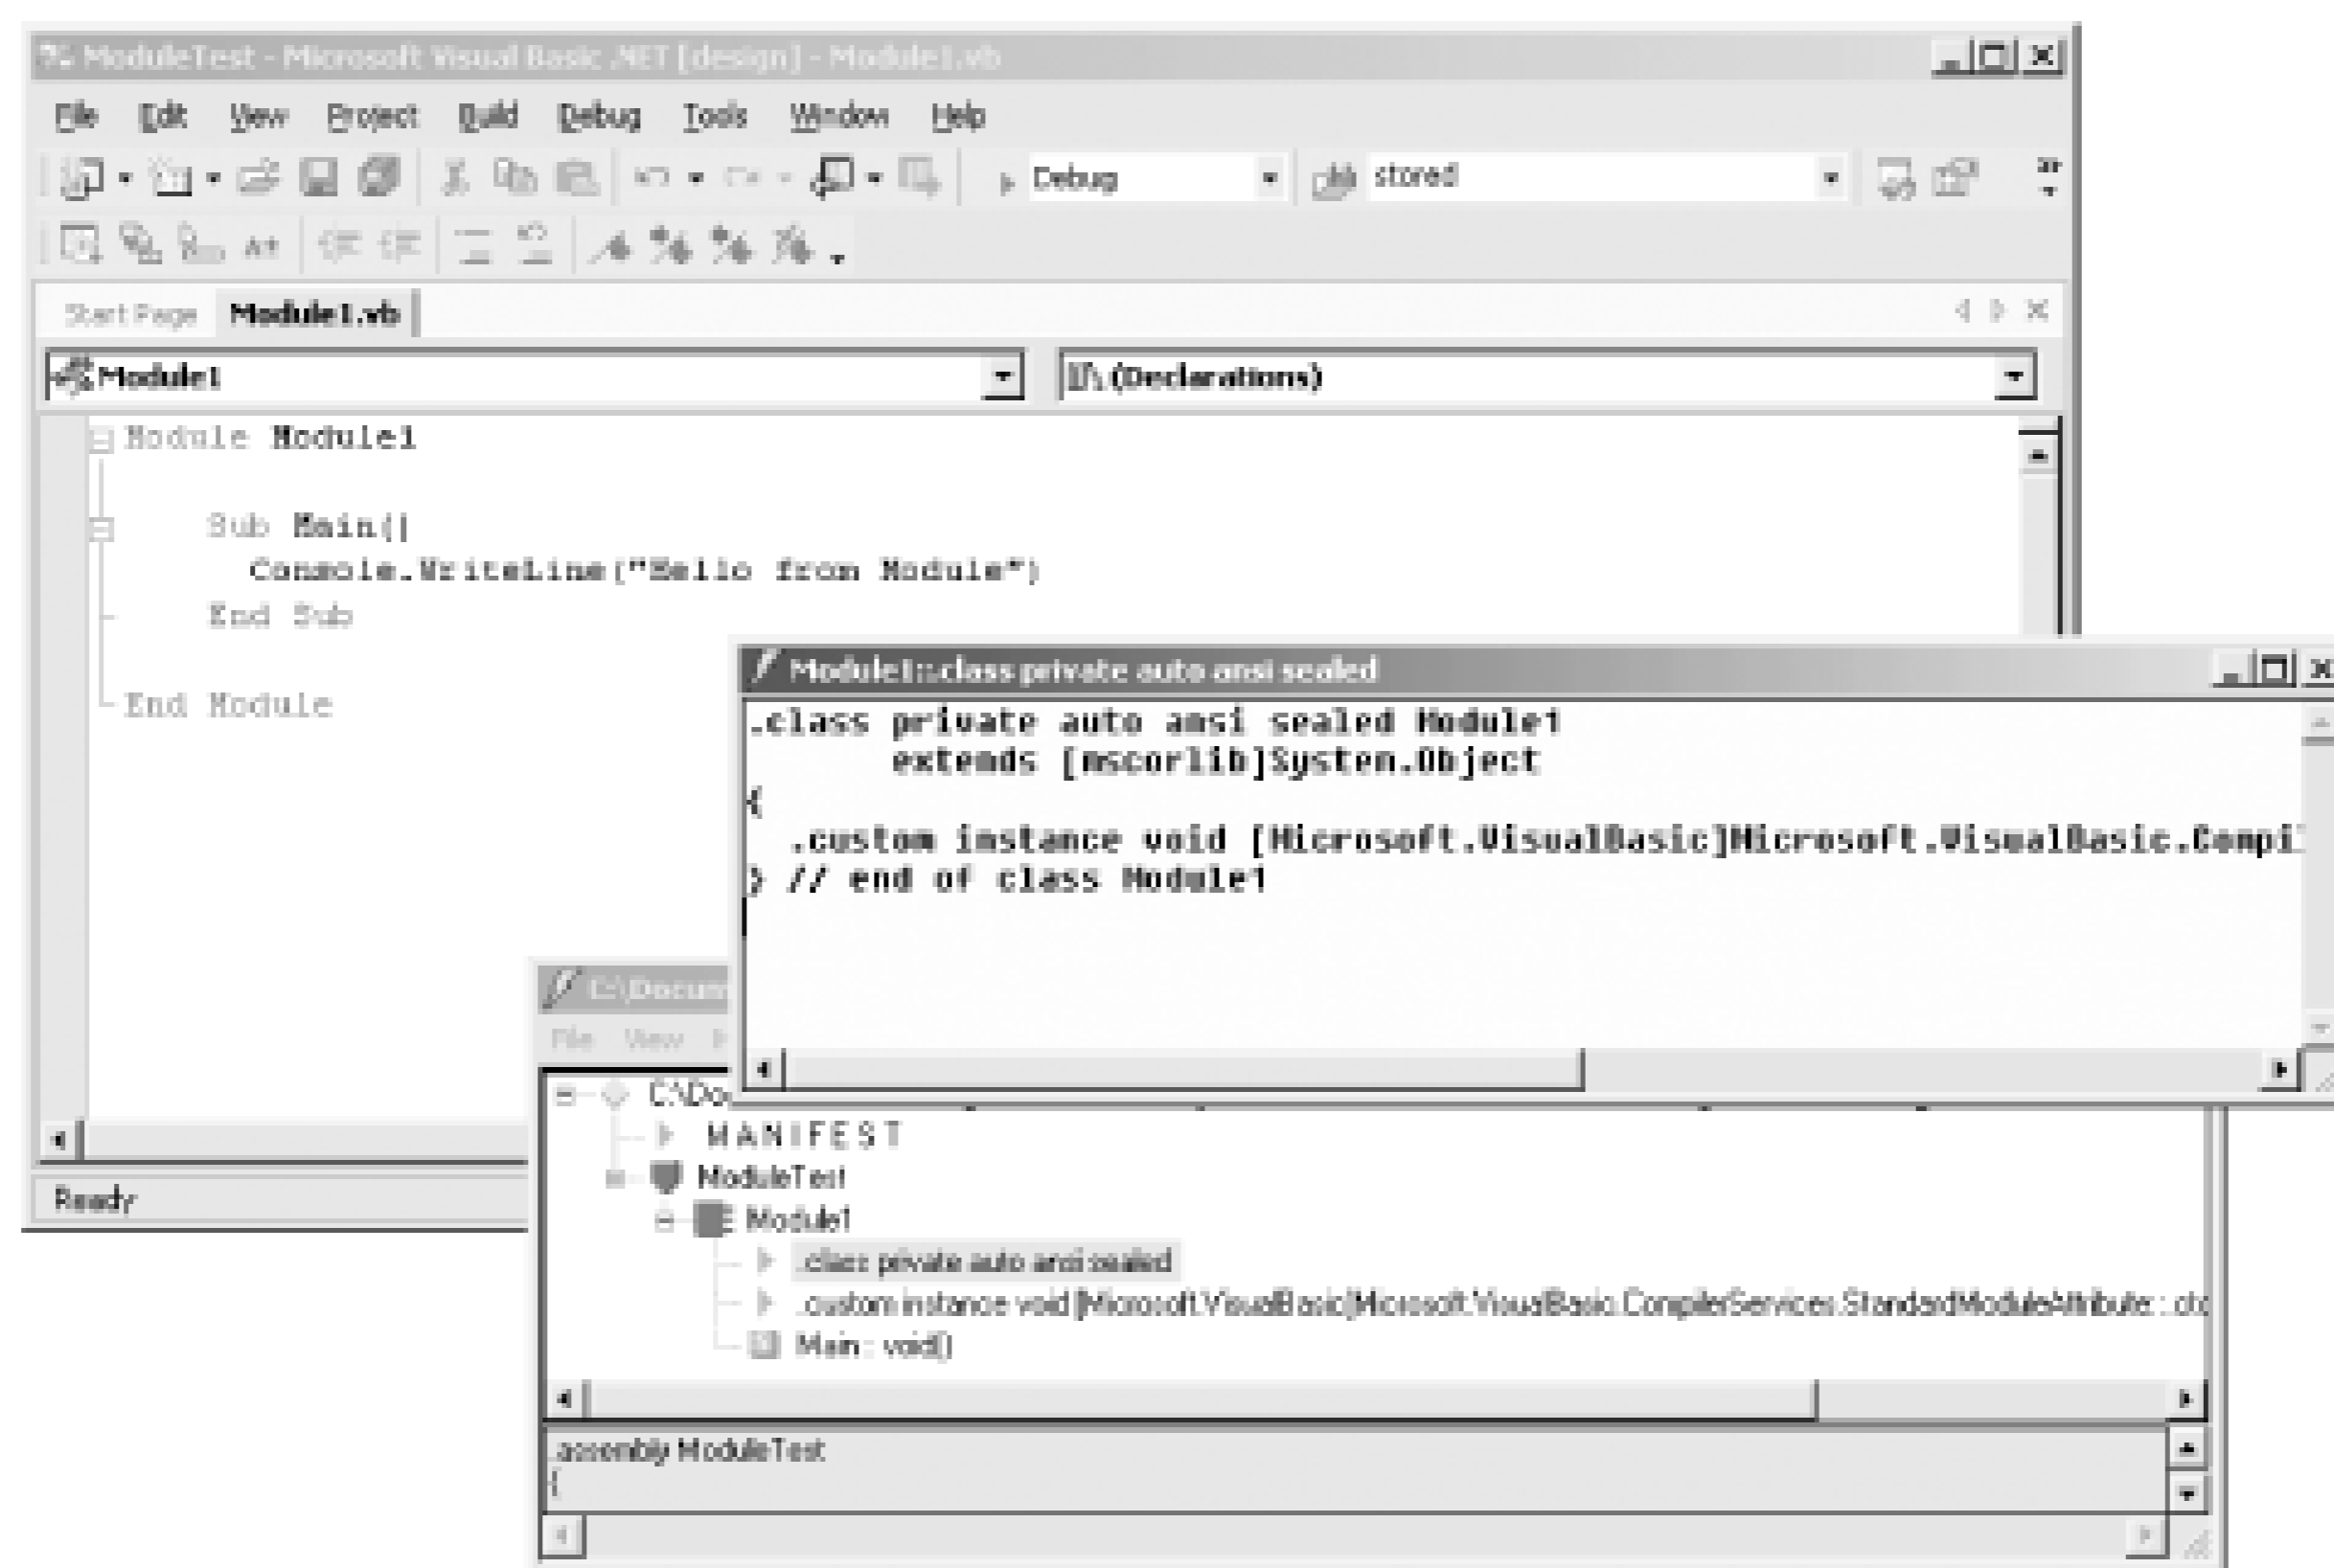 ModuleTest - Microsoft Visual Basic .NET [design] - Module1.vb
File Edit View Project Build Debug Tools Window Help
Debug stored
Start Page Module1.vb
Module1 (Declarations)
Module Module1
Sub Main()
Console.WriteLine("Hello from Module")
End Sub
End Module
Ready
Module1::.class private auto ansi sealed
.class private auto ansi sealed Module1
extends [mscorlib]System.Object
{
.custom instance void [Microsoft.VisualBasic]Microsoft.VisualBasic.Compil
} // end of class Module1
C:\Docum
File View
C:\Doc
MANIFEST
ModuleTest
Module1
.class private auto ansi sealed
.custom instance void [Microsoft.VisualBasic]Microsoft.VisualBasic.CompilerServices.StandardModuleAttribute::.cto
Main : void()
.assembly ModuleTest
{